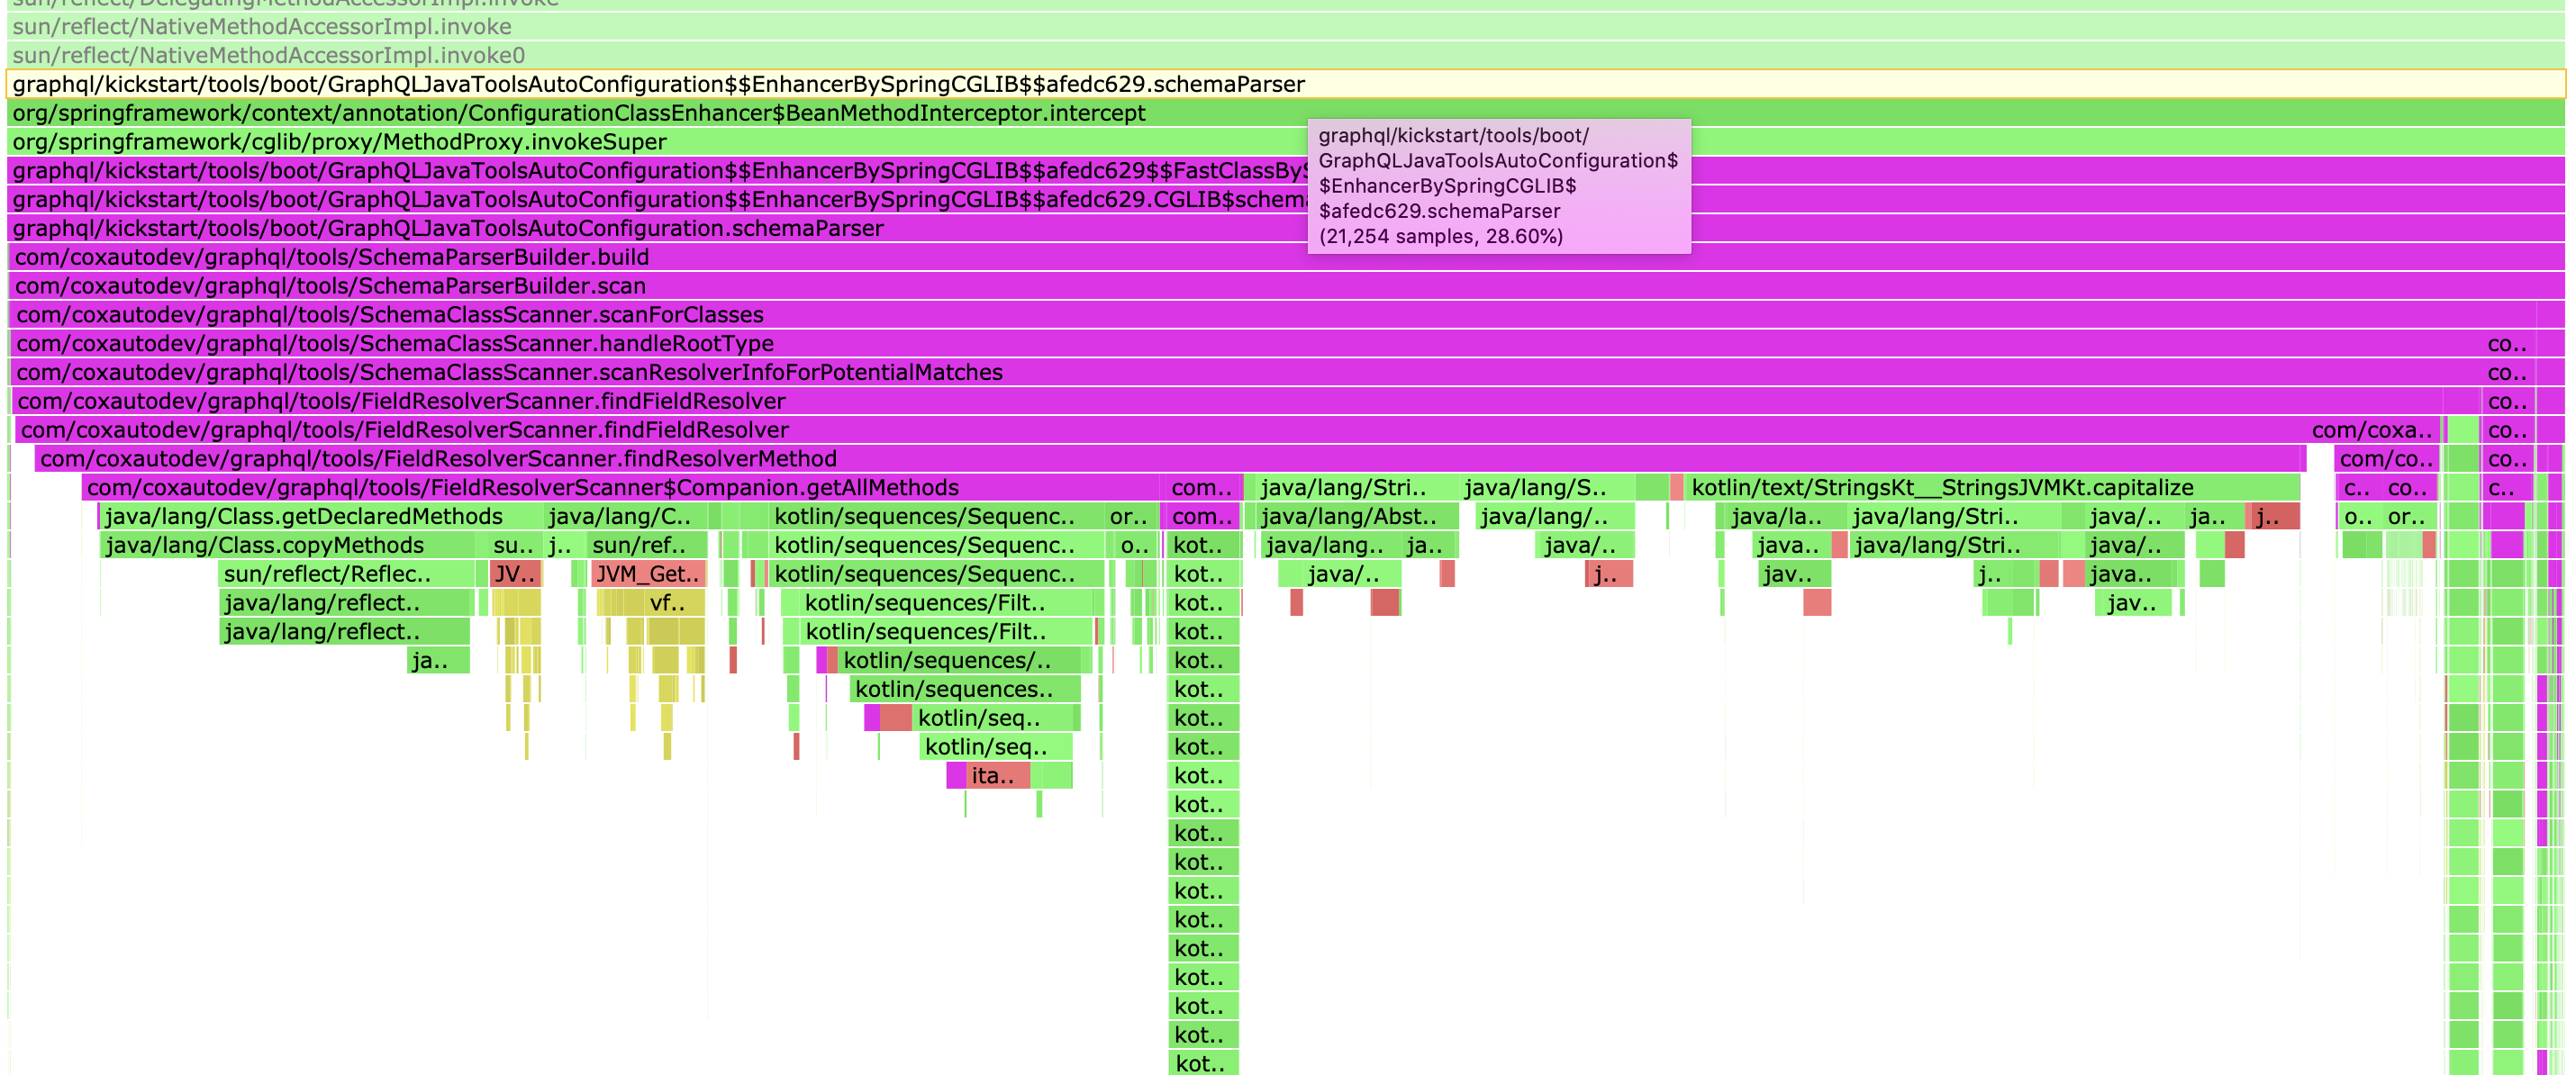 sun/reflect/DelegatingMethodAccessorImpl.invoke
sun/reflect/NativeMethodAccessorImpl.invoke
sun/reflect/NativeMethodAccessorImpl.invoke0
graphql/kickstart/tools/boot/GraphQLJavaToolsAutoConfiguration$$EnhancerBySpringCGLIB$$afedc629.schemaParser
org/springframework/context/annotation/ConfigurationClassEnhancer$BeanMethodInterceptor.intercept
org/springframework/cglib/proxy/MethodProxy.invokeSuper
graphql/kickstart/tools/boot/
GraphQLJavaToolsAutoConfiguration$
$EnhancerBySpringCGLIB$
$afedc629.schemaParser
(21,254 samples, 28.60%)
graphql/kickstart/tools/boot/GraphQLJavaToolsAutoConfiguration$$EnhancerBySpringCGLIB$$afedc629$$FastClassByS
graphql/kickstart/tools/boot/GraphQLJavaToolsAutoConfiguration$$EnhancerBySpringCGLIB$$afedc629.CGLIB$schema
graphql/kickstart/tools/boot/GraphQLJavaToolsAutoConfiguration.schemaParser
com/coxautodev/graphql/tools/SchemaParserBuilder.build
com/coxautodev/graphql/tools/SchemaParserBuilder.scan
com/coxautodev/graphql/tools/SchemaClassScanner.scanForClasses
com/coxautodev/graphql/tools/SchemaClassScanner.handleRootType co..
com/coxautodev/graphql/tools/SchemaClassScanner.scanResolverInfoForPotentialMatches co..
com/coxautodev/graphql/tools/FieldResolverScanner.findFieldResolver co..
com/coxautodev/graphql/tools/FieldResolverScanner.findFieldResolver com/coxa.. co..
com/coxautodev/graphql/tools/FieldResolverScanner.findResolverMethod com/co.. co..
com/coxautodev/graphql/tools/FieldResolverScanner$Companion.getAllMethods com.. java/lang/Stri.. java/lang/S.. kotlin/text/StringsKt__StringsJVMKt.capitalize c.. co.. c..
java/lang/Class.getDeclaredMethods java/lang/C.. kotlin/sequences/Sequenc.. or.. com.. java/lang/Abst.. java/lang/.. java/la.. java/lang/Stri.. java/.. ja.. j.. o.. or..
java/lang/Class.copyMethods su.. j.. sun/ref.. kotlin/sequences/Sequenc.. o.. kot.. java/lang.. ja.. java/.. java.. java/lang/Stri.. java/..
sun/reflect/Reflec.. JV.. JVM_Get.. kotlin/sequences/Sequenc.. kot.. java/.. j.. jav.. j.. java..
java/lang/reflect.. vf.. kotlin/sequences/Filt.. kot.. jav..
java/lang/reflect.. kotlin/sequences/Filt.. kot..
ja.. kotlin/sequences/.. kot..
kotlin/sequences.. kot..
kotlin/seq.. kot..
kotlin/seq.. kot..
ita.. kot..
kot..
kot..
kot..
kot..
kot..
kot..
kot..
kot..
kot..
kot..